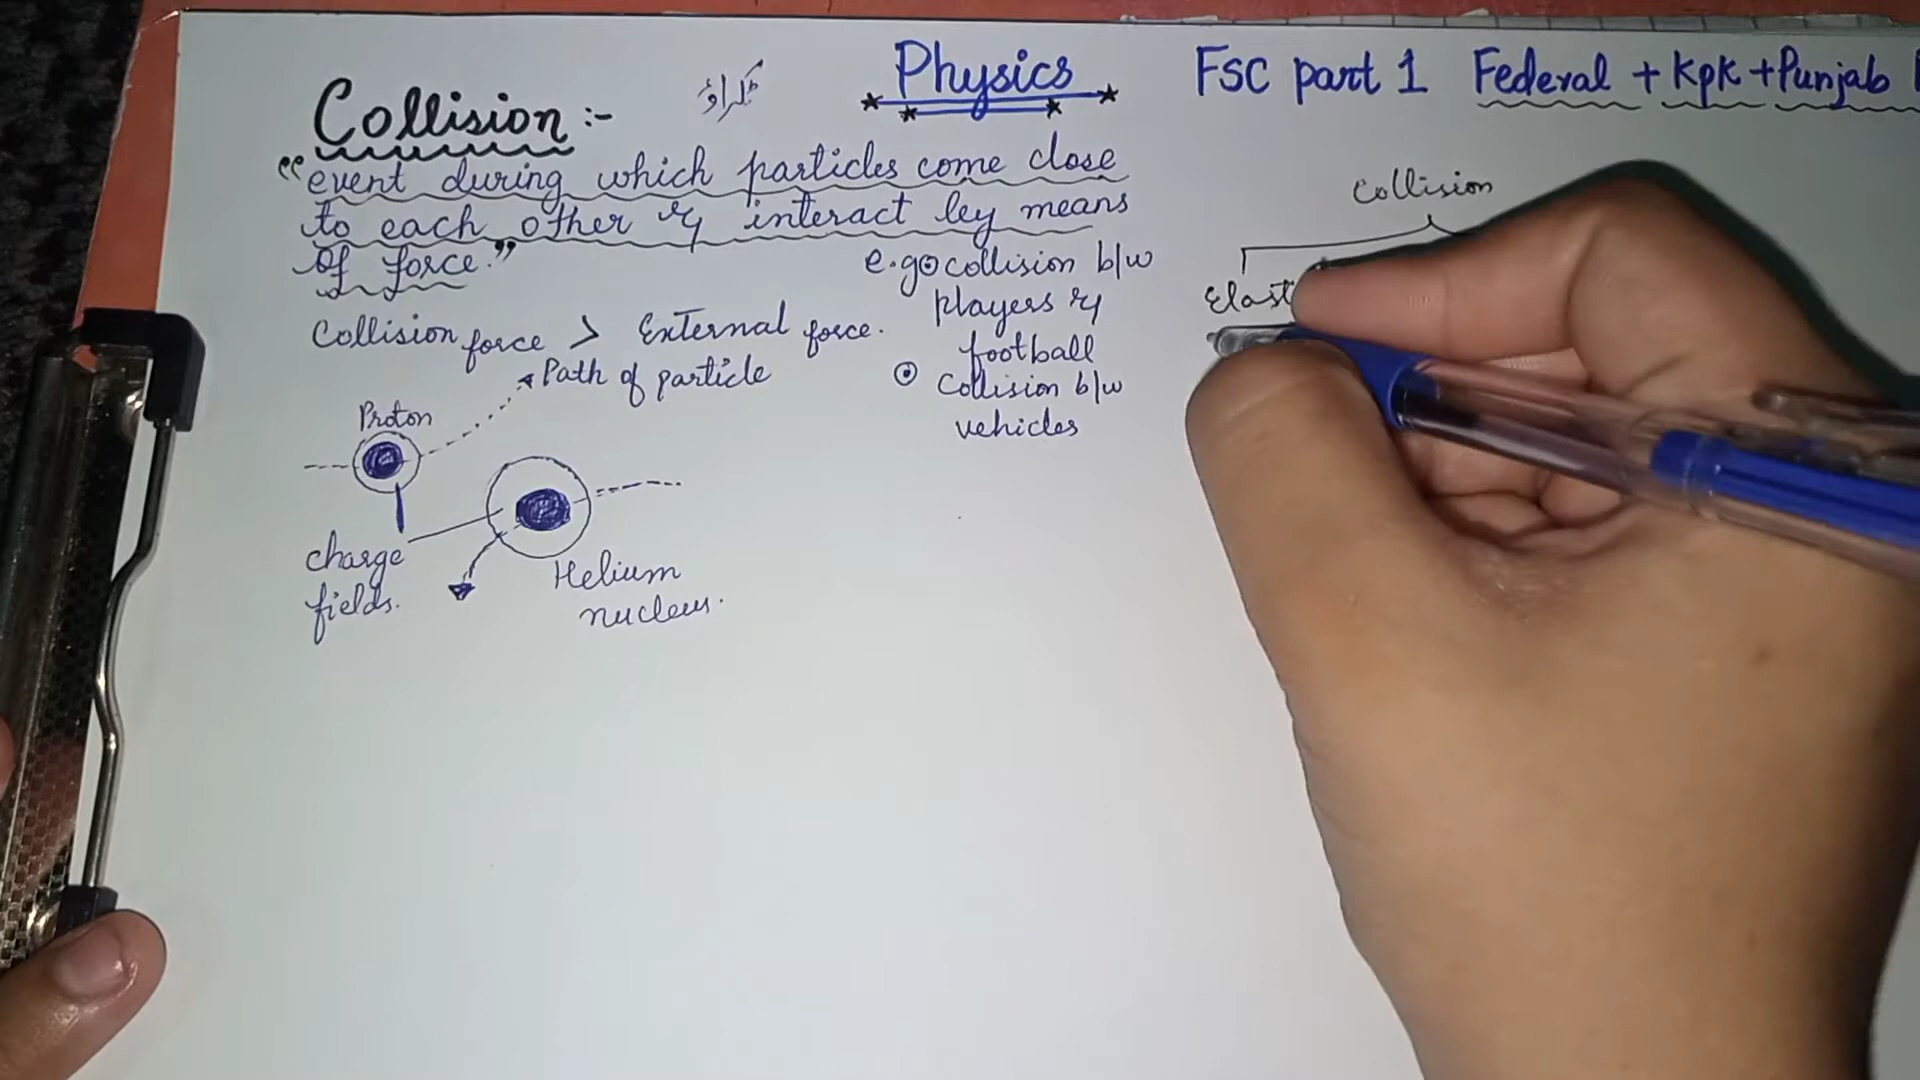 Physics FSC part 1 Federal + KpK + Punjab
Collision :- ٹکراؤ
“event during which particles come close
to each other & interact by means
of force.”
Collision force > External force.
Path of particle
Proton
charge
fields.
Helium
nucleus.
e.g ⊙ collision b/w
players &
football
⊙ Collision b/w
vehicles
Collision
Elast